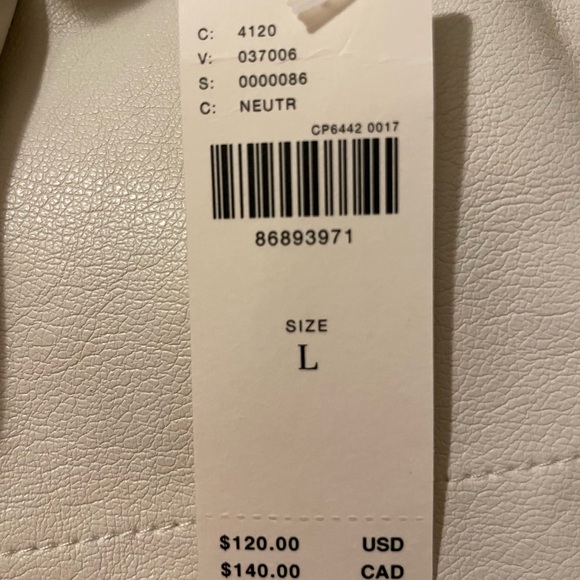 C: 4120
V: 037006
S: 0000086
C: NEUTR
CP6442 0017
86893971
SIZE
L
$120.00 USD
$140.00 CAD